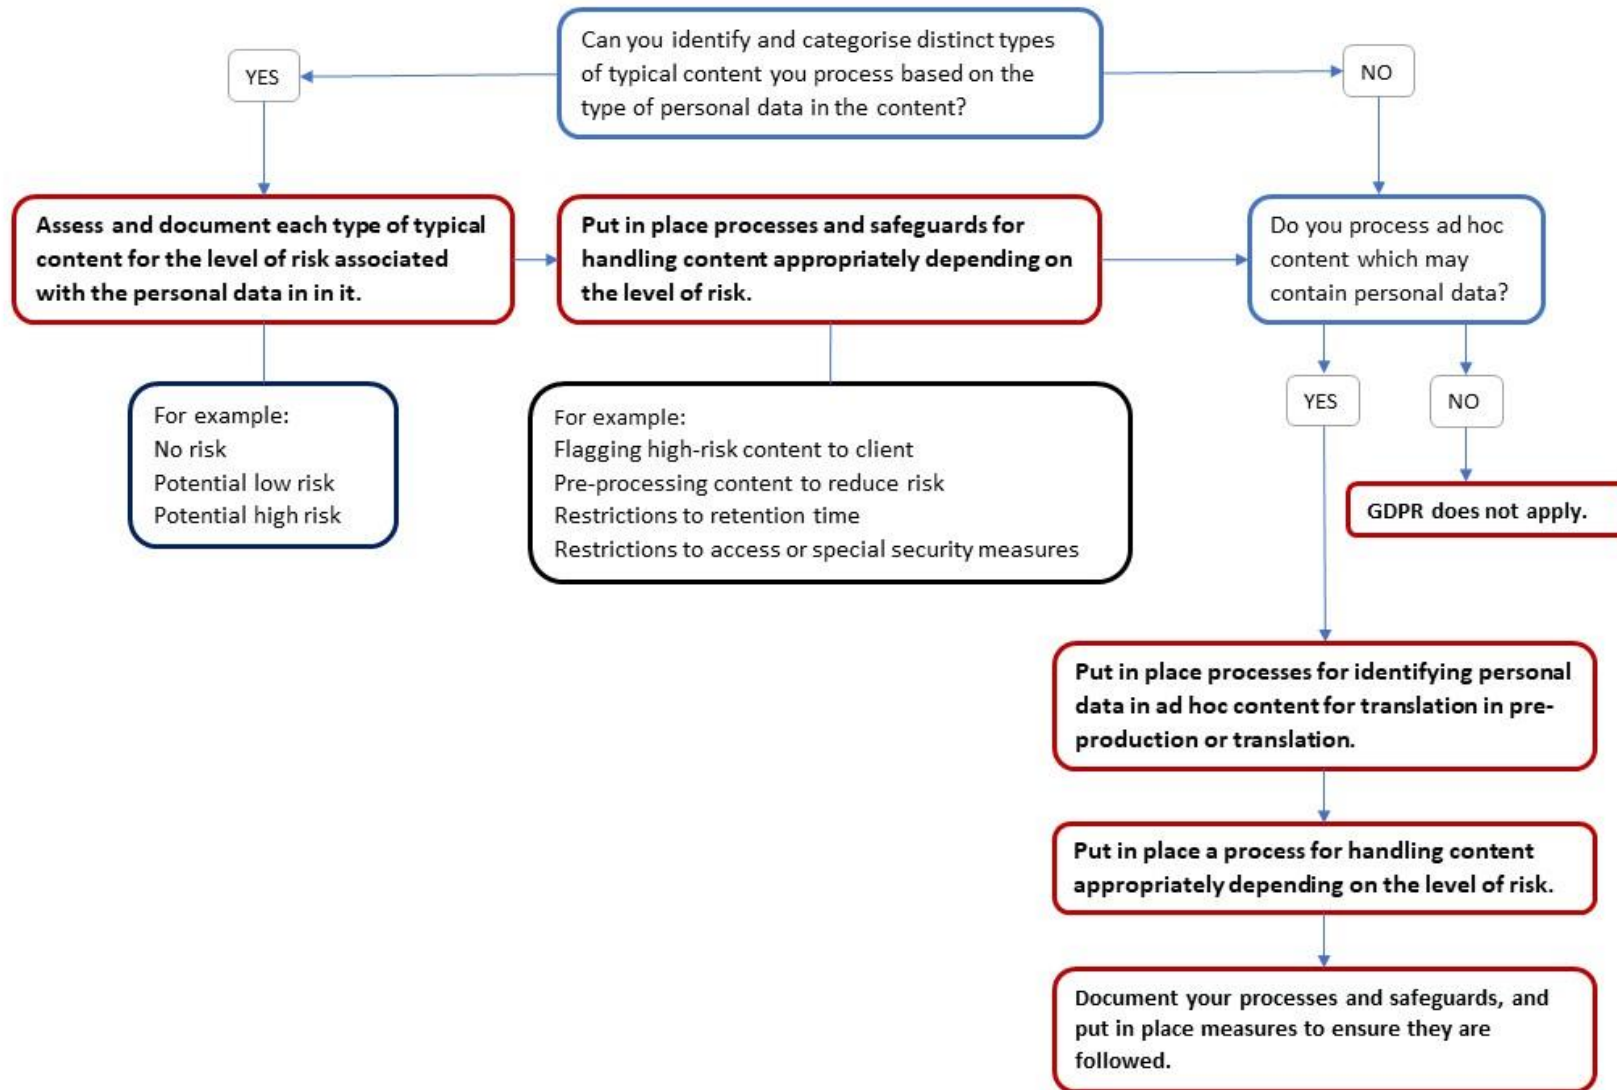 Can you identify and categorise distinct types
of typical content you process based on the
type of personal data in the content?
YES
NO
Assess and document each type of typical
content for the level of risk associated
with the personal data in in it.
Put in place processes and safeguards for
handling content appropriately depending on
the level of risk.
Do you process ad hoc
content which may
contain personal data?
For example:
No risk
Potential low risk
Potential high risk
For example:
Flagging high-risk content to client
Pre-processing content to reduce risk
Restrictions to retention time
Restrictions to access or special security measures
YES
NO
GDPR does not apply.
Put in place processes for identifying personal
data in ad hoc content for translation in pre-
production or translation.
Put in place a process for handling content
appropriately depending on the level of risk.
Document your processes and safeguards, and
put in place measures to ensure they are
followed.